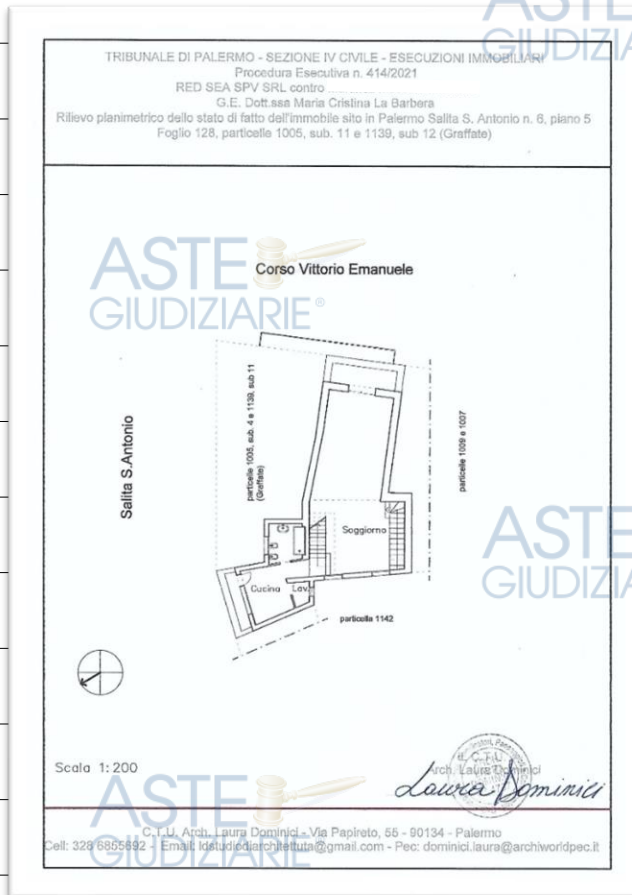 ASTE
GIUDIZIARIE
TRIBUNALE DI PALERMO - SEZIONE IV CIVILE - ESECUZIONI IMMOBILIARI
Procedura Esecutiva n. 414/2021
RED SEA SPV SRL contro
G.E. Dott.ssa Maria Cristina La Barbera
Rilievo planimetrico dello stato di fatto dell'immobile sito in Palermo Salita S. Antonio n. 6, piano 5
Foglio 128, particelle 1005, sub. 11 e 1139, sub 12 (Graffate)
ASTE
GIUDIZIARIE®
Corso Vittorio Emanuele
Salita S.Antonio
particelle 1005, sub. 4 e 1139, sub 11
(Graffate)
particelle 1009 e 1007
Soggiorno
ASTE
GIUDIZIA
Cucina
Lav.
particella 1142
Scala 1:200
C.T.U.
Arch. Laura Dominici
Laura Dominici
ASTE
GIUDIZIARIE®
C.T.U. Arch. Laura Dominici - Via Papireto, 55 - 90134 - Palermo
Cell: 328 6855692 - Email: ldstudiodiarchitettura@gmail.com - Pec: dominici.laura@archiworldpec.it